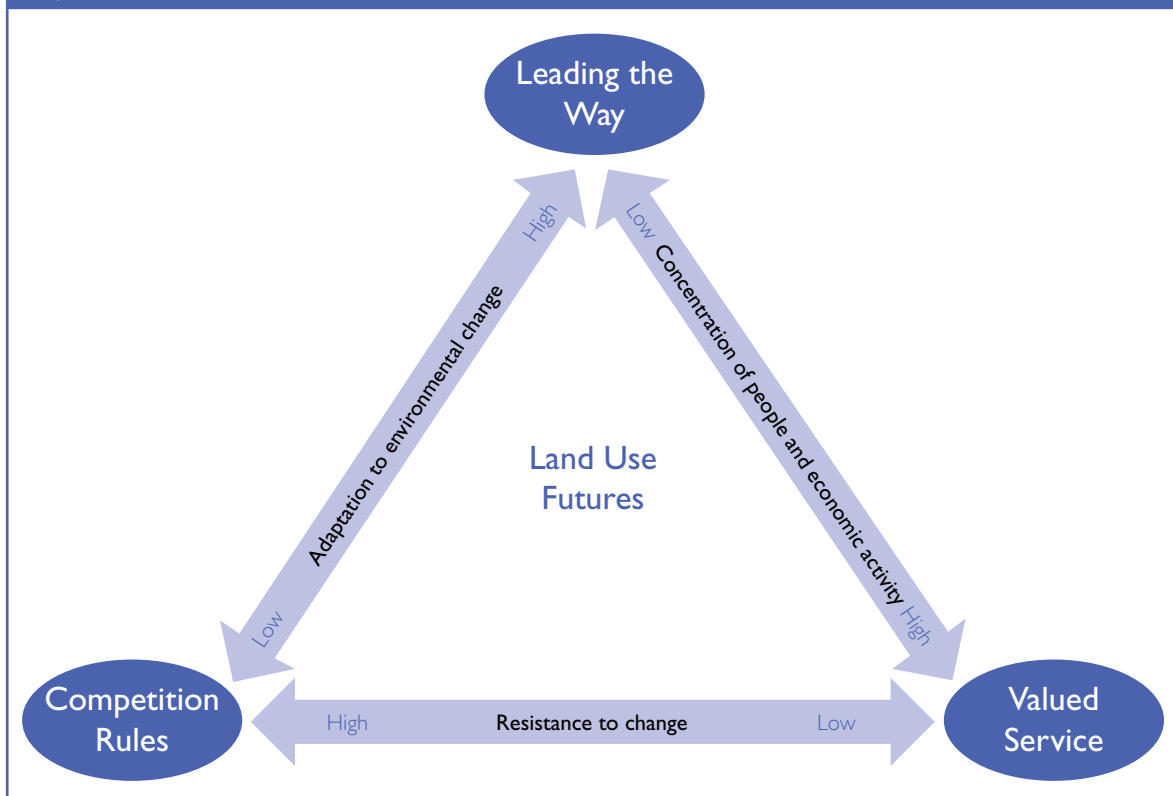 Leading the
Way
High
Adaptation to environmental change
Low
Low
Concentration of people and economic activity
High
Land Use
Futures
Competition
Rules
High
Resistance to change
Low
Valued
Service